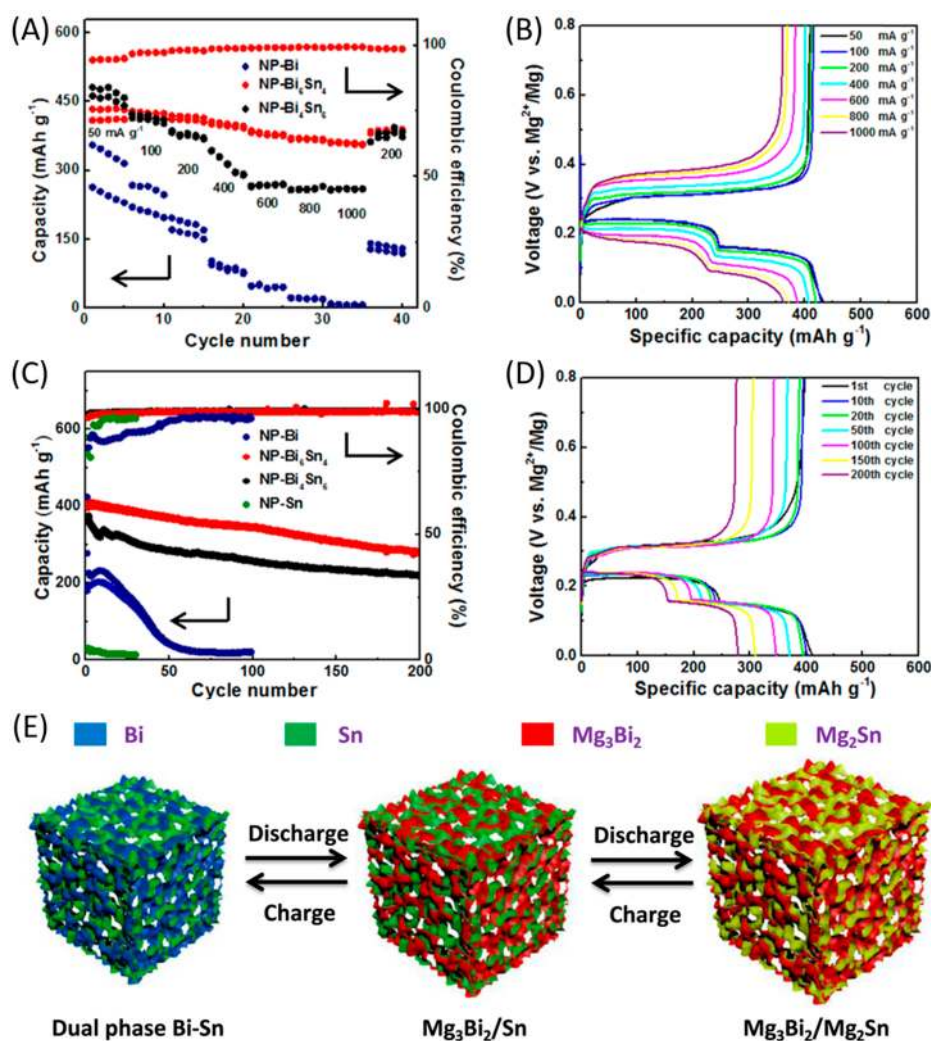 (A)
600
450
300
150
0
Capacity (mAh g⁻¹)
NP-Bi
NP-Bi₆Sn₄
NP-Bi₄Sn₆
50 mA g⁻¹
100
200
400
600
800
1000
200
100
50
0
Coulombic efficiency (%)
0 10 20 30 40
Cycle number
(B)
0.8
0.6
0.4
0.2
0.0
Voltage (V vs. Mg²⁺/Mg)
50 mA g⁻¹
100 mA g⁻¹
200 mA g⁻¹
400 mA g⁻¹
600 mA g⁻¹
800 mA g⁻¹
1000 mA g⁻¹
0 100 200 300 400 500 600
Specific capacity (mAh g⁻¹)
(C)
600
400
200
0
Capacity (mAh g⁻¹)
NP-Bi
NP-Bi₆Sn₄
NP-Bi₄Sn₆
NP-Sn
100
50
0
Coulombic efficiency (%)
0 50 100 150 200
Cycle number
(D)
0.8
0.6
0.4
0.2
0.0
Voltage (V vs. Mg²⁺/Mg)
1st cycle
10th cycle
20th cycle
50th cycle
100th cycle
150th cycle
200th cycle
0 100 200 300 400 500 600
Specific capacity (mAh g⁻¹)
(E)
Bi
Sn
Mg₃Bi₂
Mg₂Sn
Discharge
Charge
Discharge
Charge
Dual phase Bi-Sn
Mg₃Bi₂/Sn
Mg₃Bi₂/Mg₂Sn